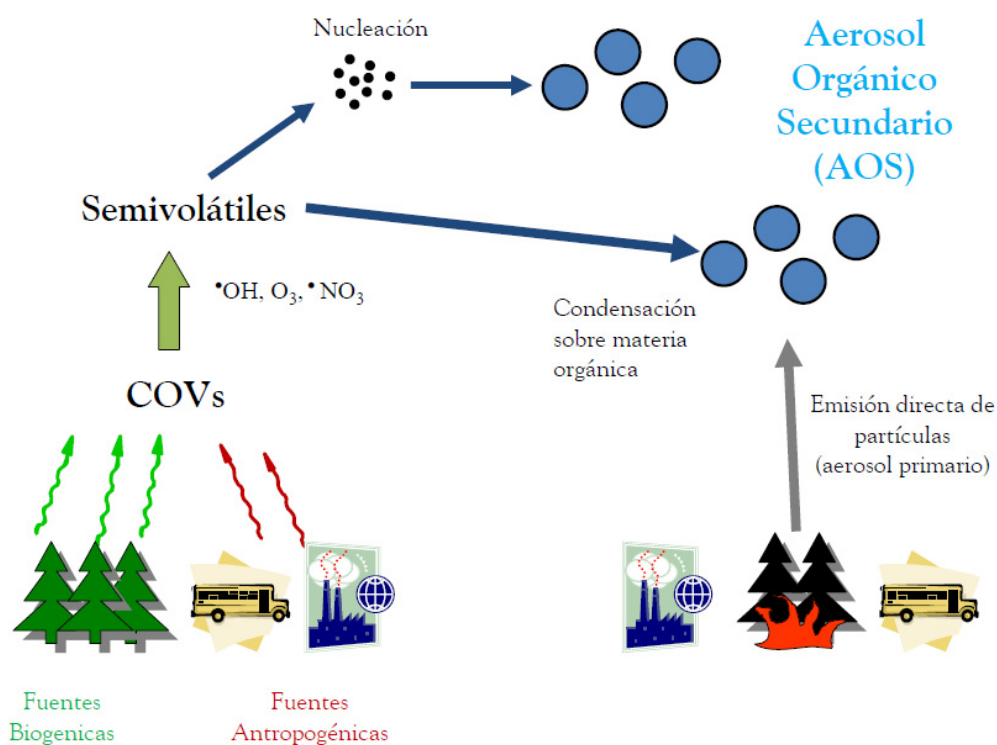 Nucleación
Aerosol
Orgánico
Secundario
(AOS)
Semivolátiles
•OH, O₃,• NO₃
Condensación
sobre materia
orgánica
COVs
Emisión directa de
partículas
(aerosol primario)
Fuentes
Biogenicas
Fuentes
Antropogénicas